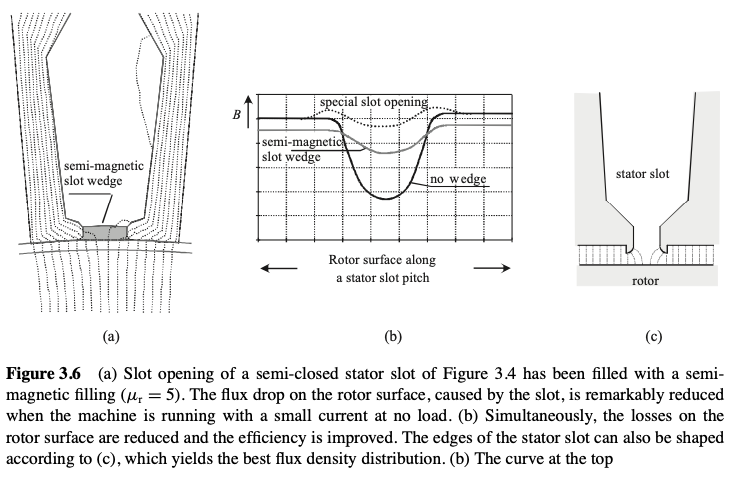 semi-magnetic
slot wedge
(a)
B
special slot opening
semi-magnetic
slot wedge
no wedge
Rotor surface along
a stator slot pitch
(b)
stator slot
rotor
(c)
Figure 3.6 (a) Slot opening of a semi-closed stator slot of Figure 3.4 has been filled with a semi-
magnetic filling (μr = 5). The flux drop on the rotor surface, caused by the slot, is remarkably reduced
when the machine is running with a small current at no load. (b) Simultaneously, the losses on the
rotor surface are reduced and the efficiency is improved. The edges of the stator slot can also be shaped
according to (c), which yields the best flux density distribution. (b) The curve at the top